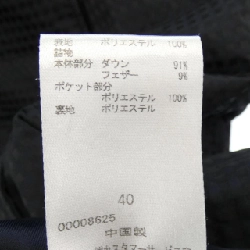 表地 ポリエステル 100%
詰物
本体部分 ダウン 91%
フェザー 9%
ポケット部分
ポリエステル 100%
裏地 ポリエステル
40
00008625
中国製